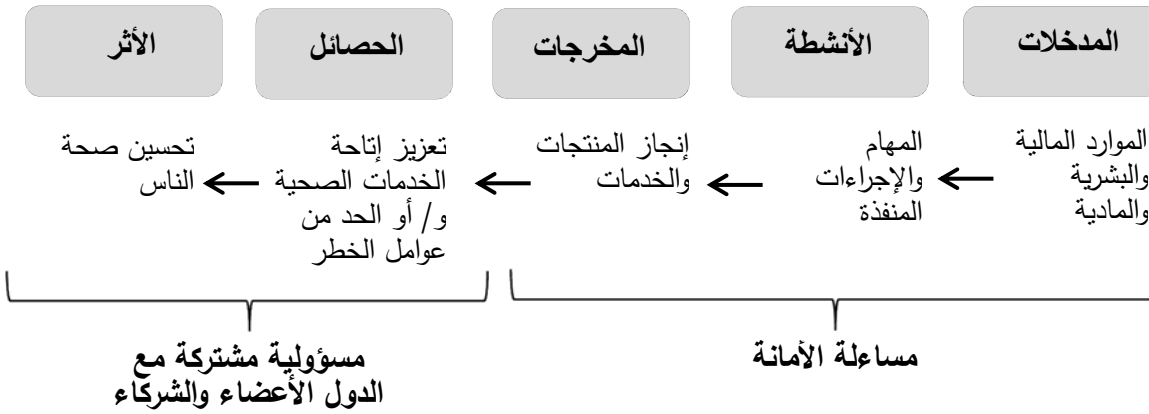 المدخلات
الأنشطة
المخرجات
الحصائل
الأثر
الموارد المالية
والبشرية
والمادية
المهام
والإجراءات
المنفذة
إنجاز المنتجات
والخدمات
تعزيز إتاحة
الخدمات الصحية
و/ أو الحد من
عوامل الخطر
تحسين صحة
الناس
مساءلة الأمانة
مسؤولية مشتركة مع
الدول الأعضاء والشركاء